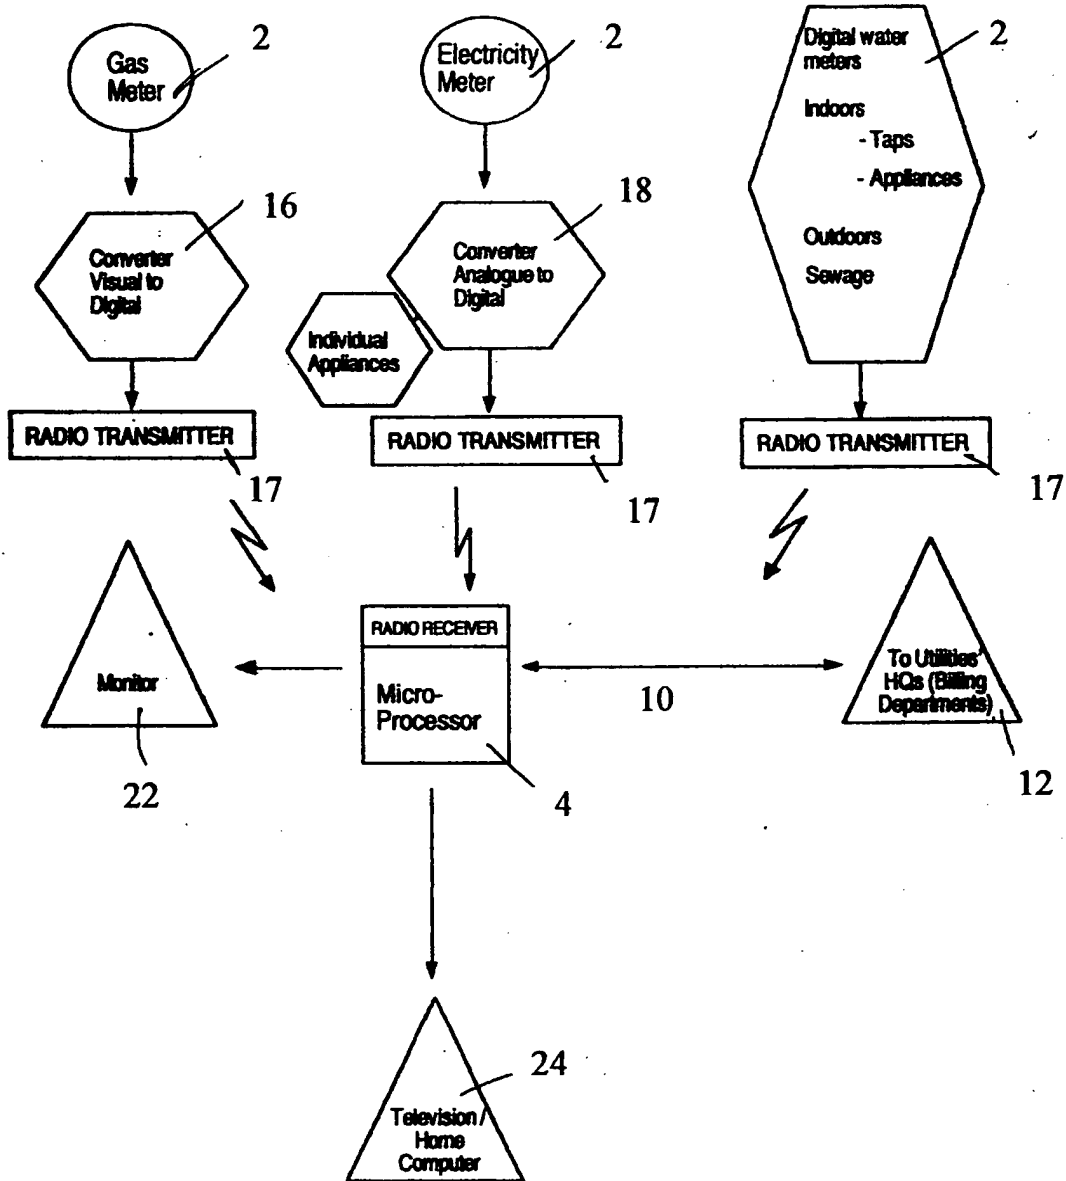 Gas
Meter
2
Electricity
Meter
2
Digital water
meters
Indoors
- Taps
- Appliances
Outdoors
Sewage
2
16
Converter
Visual to
Digital
18
Converter
Analogue to
Digital
Individual
Appliances
RADIO TRANSMITTER
17
RADIO TRANSMITTER
17
RADIO TRANSMITTER
17
Monitor
22
RADIO RECEIVER
Micro-
Processor
4
10
To Utilities'
HQs (Billing
Departments)
12
24
Television /
Home
Computer